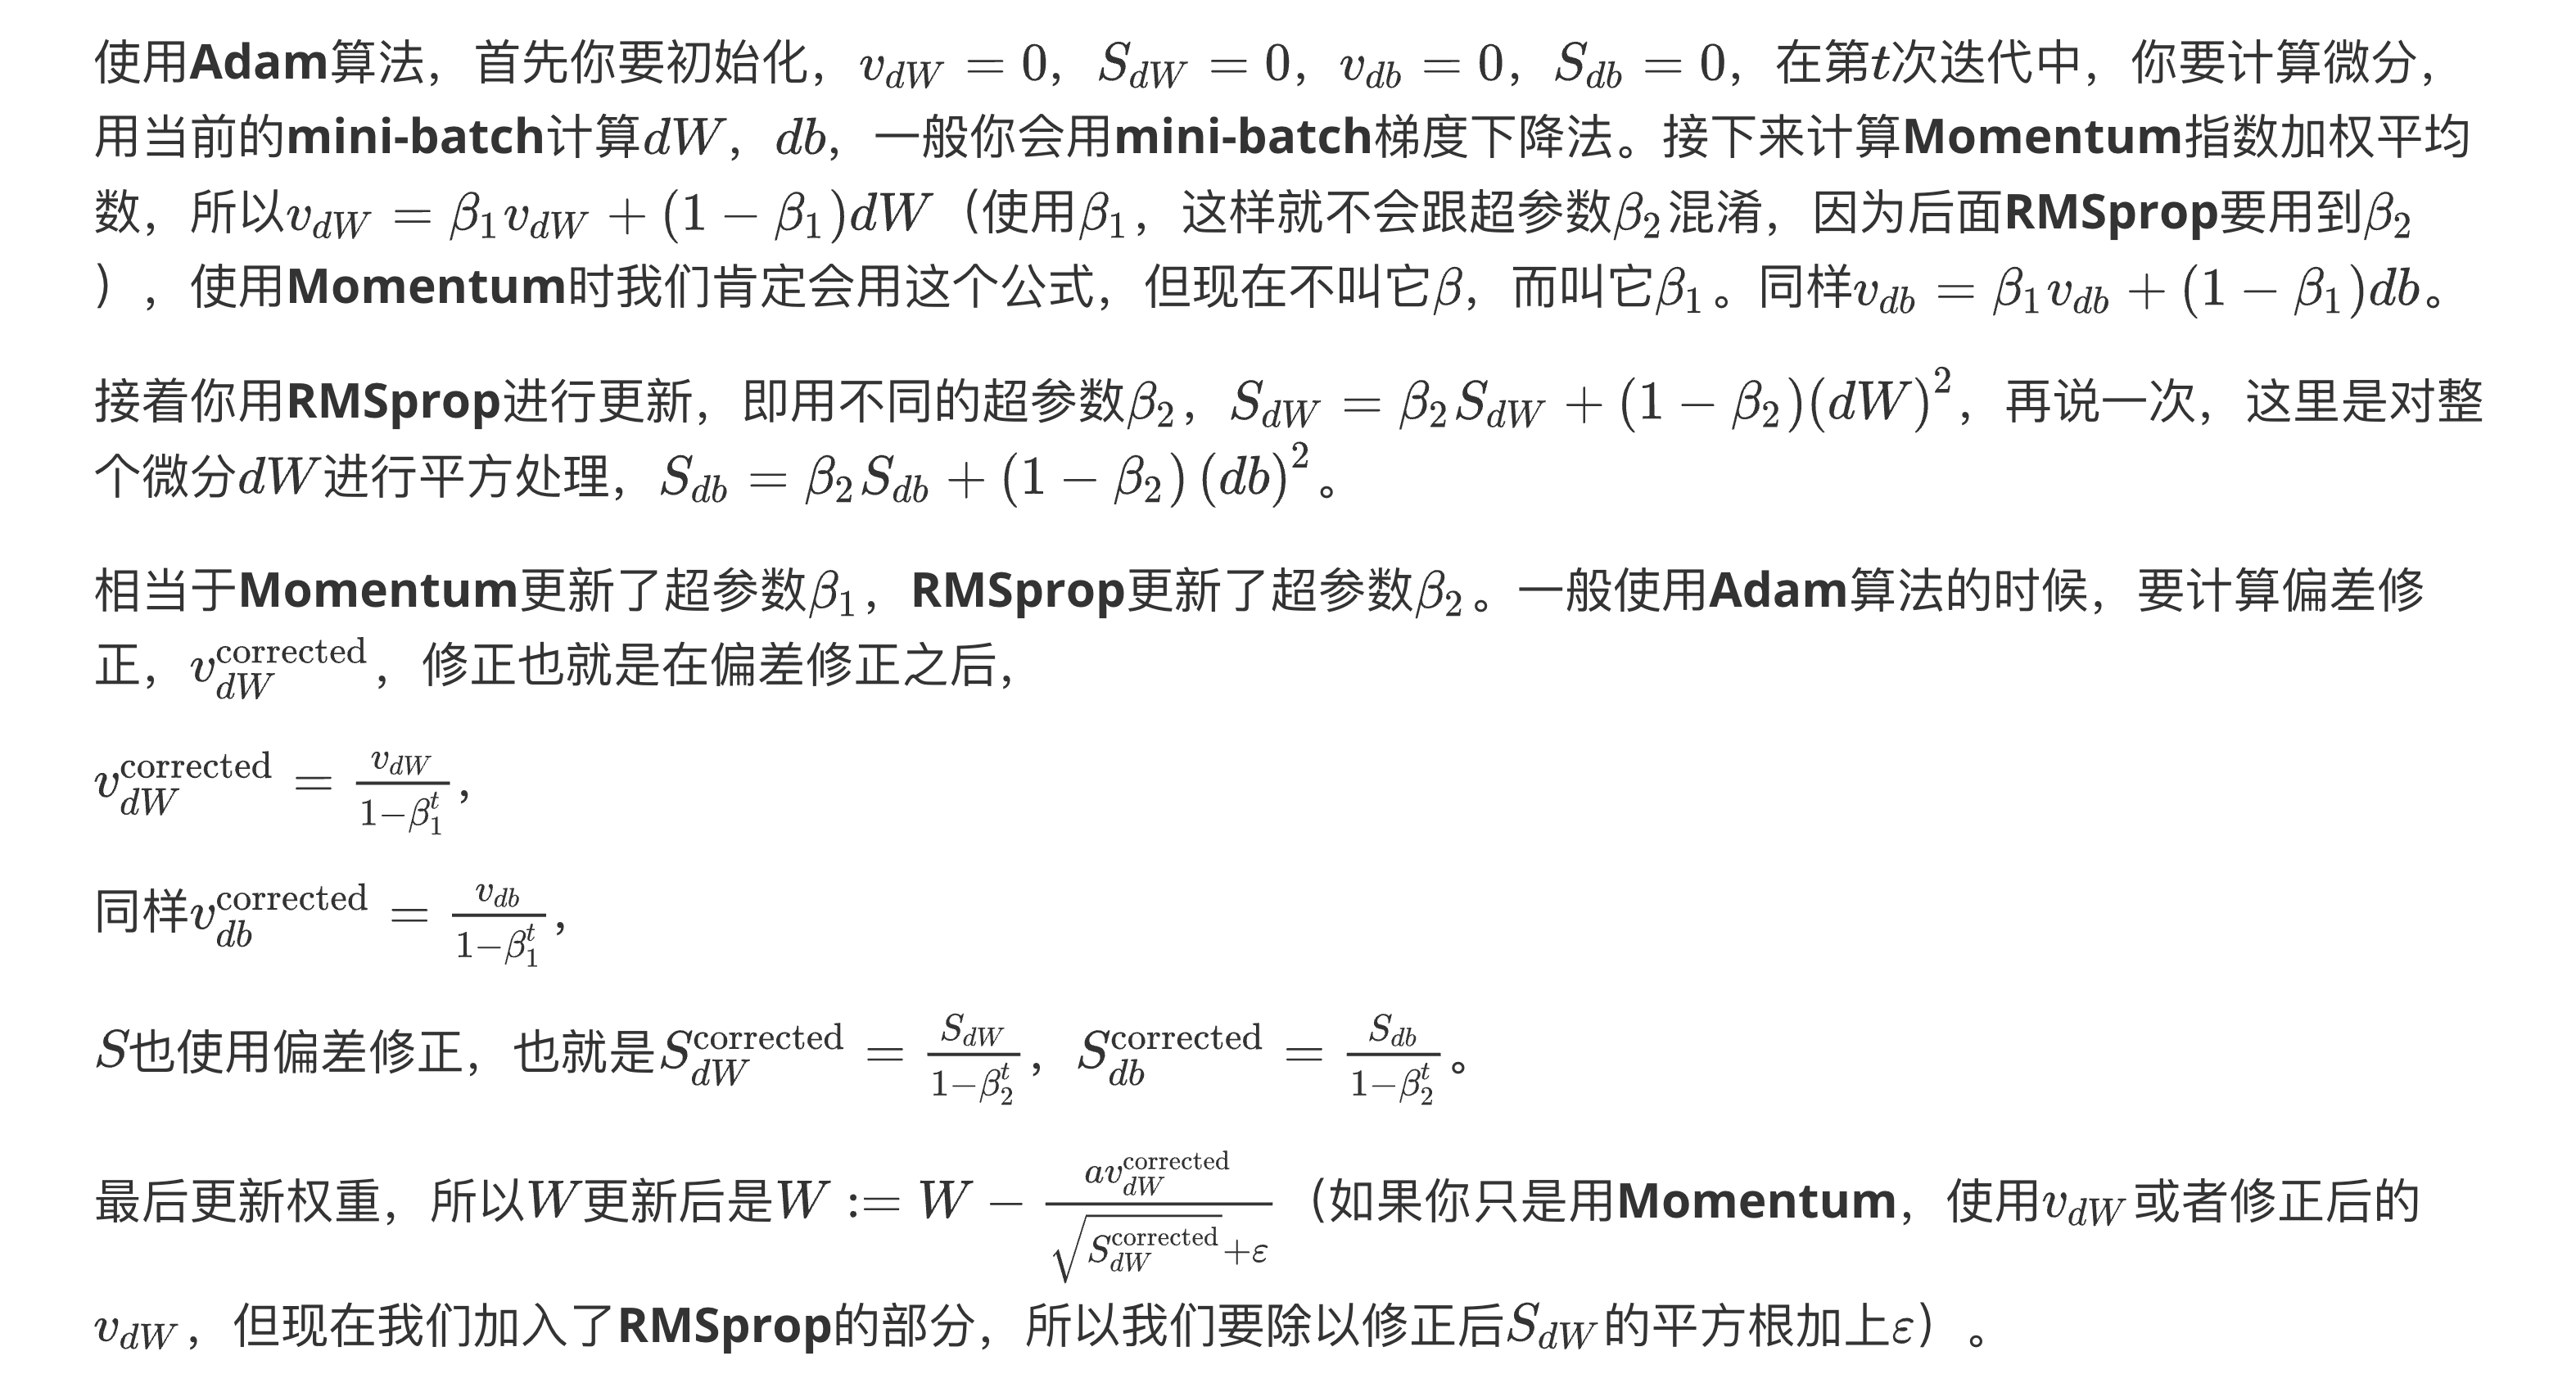 使用Adam算法，首先你要初始化，$v_{dW} = 0$，$S_{dW} = 0$，$v_{db} = 0$，$S_{db} = 0$，在第$t$次迭代中，你要计算微分，
用当前的mini-batch计算$dW$，$db$，一般你会用mini-batch梯度下降法。接下来计算Momentum指数加权平均
数，所以$v_{dW} = \beta_1 v_{dW} + (1 - \beta_1)dW$（使用$\beta_1$，这样就不会跟超参数$\beta_2$混淆，因为后面RMSprop要用到$\beta_2$
），使用Momentum时我们肯定会用这个公式，但现在不叫它$\beta$，而叫它$\beta_1$。同样$v_{db} = \beta_1 v_{db} + (1 - \beta_1)db$。
接着你用RMSprop进行更新，即用不同的超参数$\beta_2$，$S_{dW} = \beta_2 S_{dW} + (1 - \beta_2)(dW)^2$，再说一次，这里是对整
个微分$dW$进行平方处理，$S_{db} = \beta_2 S_{db} + (1 - \beta_2)(db)^2$。
相当于Momentum更新了超参数$\beta_1$，RMSprop更新了超参数$\beta_2$。一般使用Adam算法的时候，要计算偏差修
正，$v_{dW}^{\text{corrected}}$，修正也就是在偏差修正之后，
$v_{dW}^{\text{corrected}} = \frac{v_{dW}}{1-\beta_1^t}$，
同样$v_{db}^{\text{corrected}} = \frac{v_{db}}{1-\beta_1^t}$，
$S$也使用偏差修正，也就是$S_{dW}^{\text{corrected}} = \frac{S_{dW}}{1-\beta_2^t}$，$S_{db}^{\text{corrected}} = \frac{S_{db}}{1-\beta_2^t}$。
最后更新权重，所以$W$更新后是$W := W - \frac{a v_{dW}^{\text{corrected}}}{\sqrt{S_{dW}^{\text{corrected}}}+\varepsilon}$（如果你只是用Momentum，使用$v_{dW}$或者修正后的
$v_{dW}$，但现在我们加入了RMSprop的部分，所以我们要除以修正后$S_{dW}$的平方根加上$\varepsilon$）。